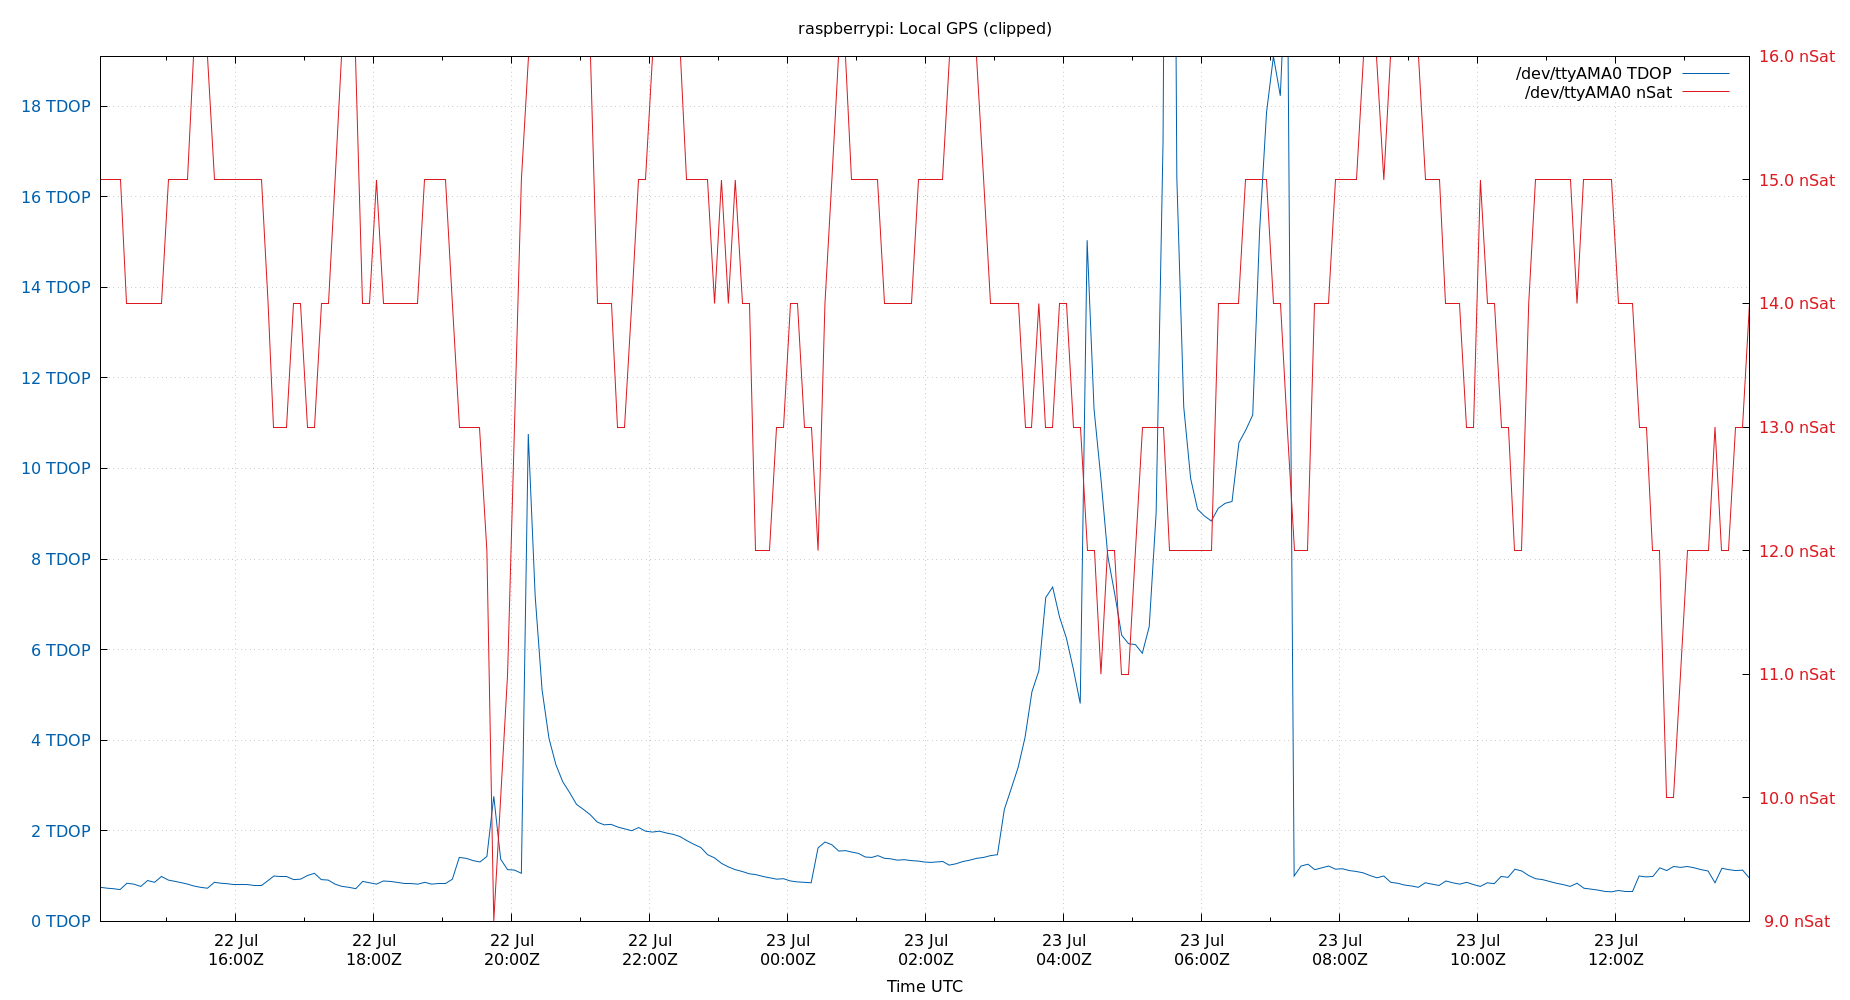 raspberrypi: Local GPS (clipped)
/dev/ttyAMA0 TDOP
/dev/ttyAMA0 nSat
18 TDOP
16 TDOP
14 TDOP
12 TDOP
10 TDOP
8 TDOP
6 TDOP
4 TDOP
2 TDOP
0 TDOP
16.0 nSat
15.0 nSat
14.0 nSat
13.0 nSat
12.0 nSat
11.0 nSat
10.0 nSat
9.0 nSat
22 Jul
16:00Z
22 Jul
18:00Z
22 Jul
20:00Z
22 Jul
22:00Z
23 Jul
00:00Z
23 Jul
02:00Z
23 Jul
04:00Z
23 Jul
06:00Z
23 Jul
08:00Z
23 Jul
10:00Z
23 Jul
12:00Z
Time UTC